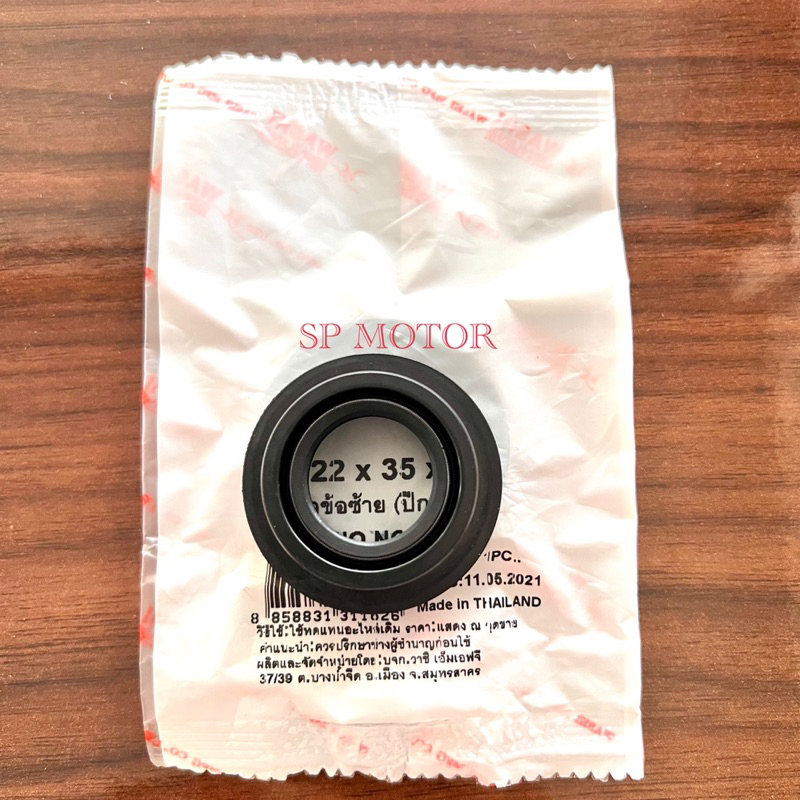 SP MOTOR
22 x 35 x
ข้อซ้าย (ปีก
/PC..
:11.05.2021
8 858831 311626
Made in THAILAND
วิธีใช้:ใช้ทดแทนอะไหล่เดิม ราคา:แสดง ณ จุดขาย
คำแนะนำ:ควรปรึกษาช่างผู้ชำนาญก่อนใช้
ผลิตและจัดจำหน่ายโดย:บจก.วาชิ เอ็มเอฟจี
37/39 ต.บางน้ำจืด อ.เมือง จ.สมุทรสาคร